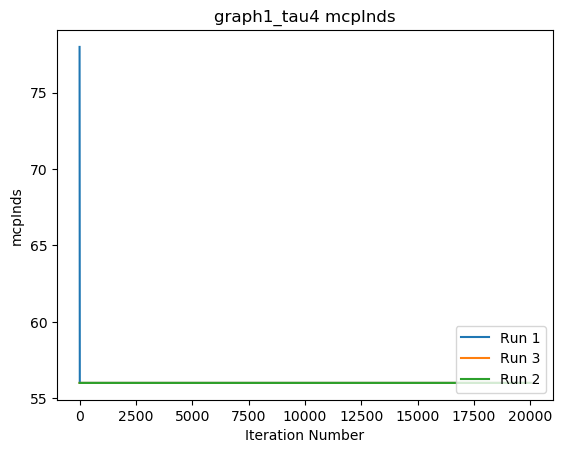 graph1_tau4 mcpInds
mcpInds
75
70
65
60
55
0 2500 5000 7500 10000 12500 15000 17500 20000
Iteration Number
Run 1
Run 3
Run 2